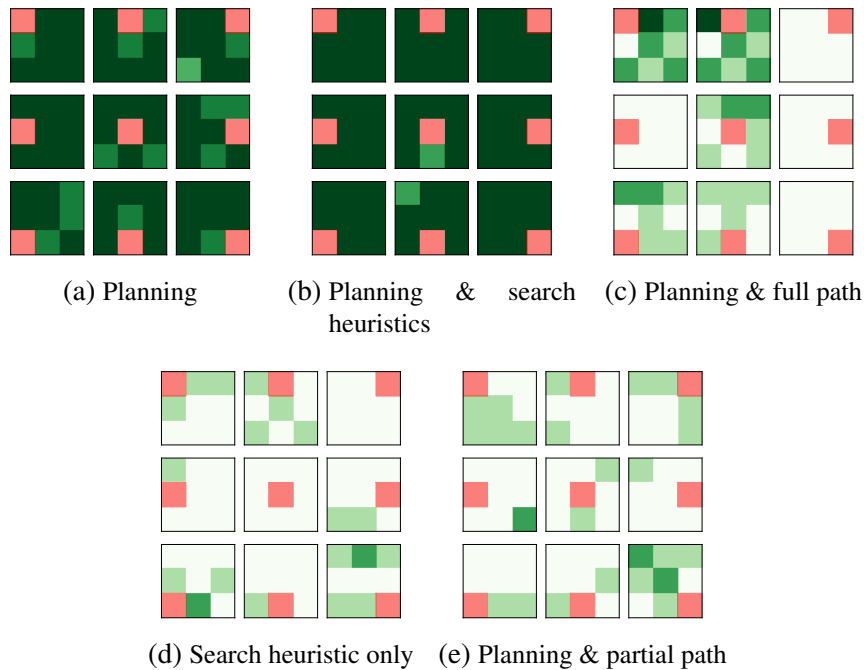 (a) Planning
(b) Planning & search
heuristics
(c) Planning & full path
(d) Search heuristic only
(e) Planning & partial path